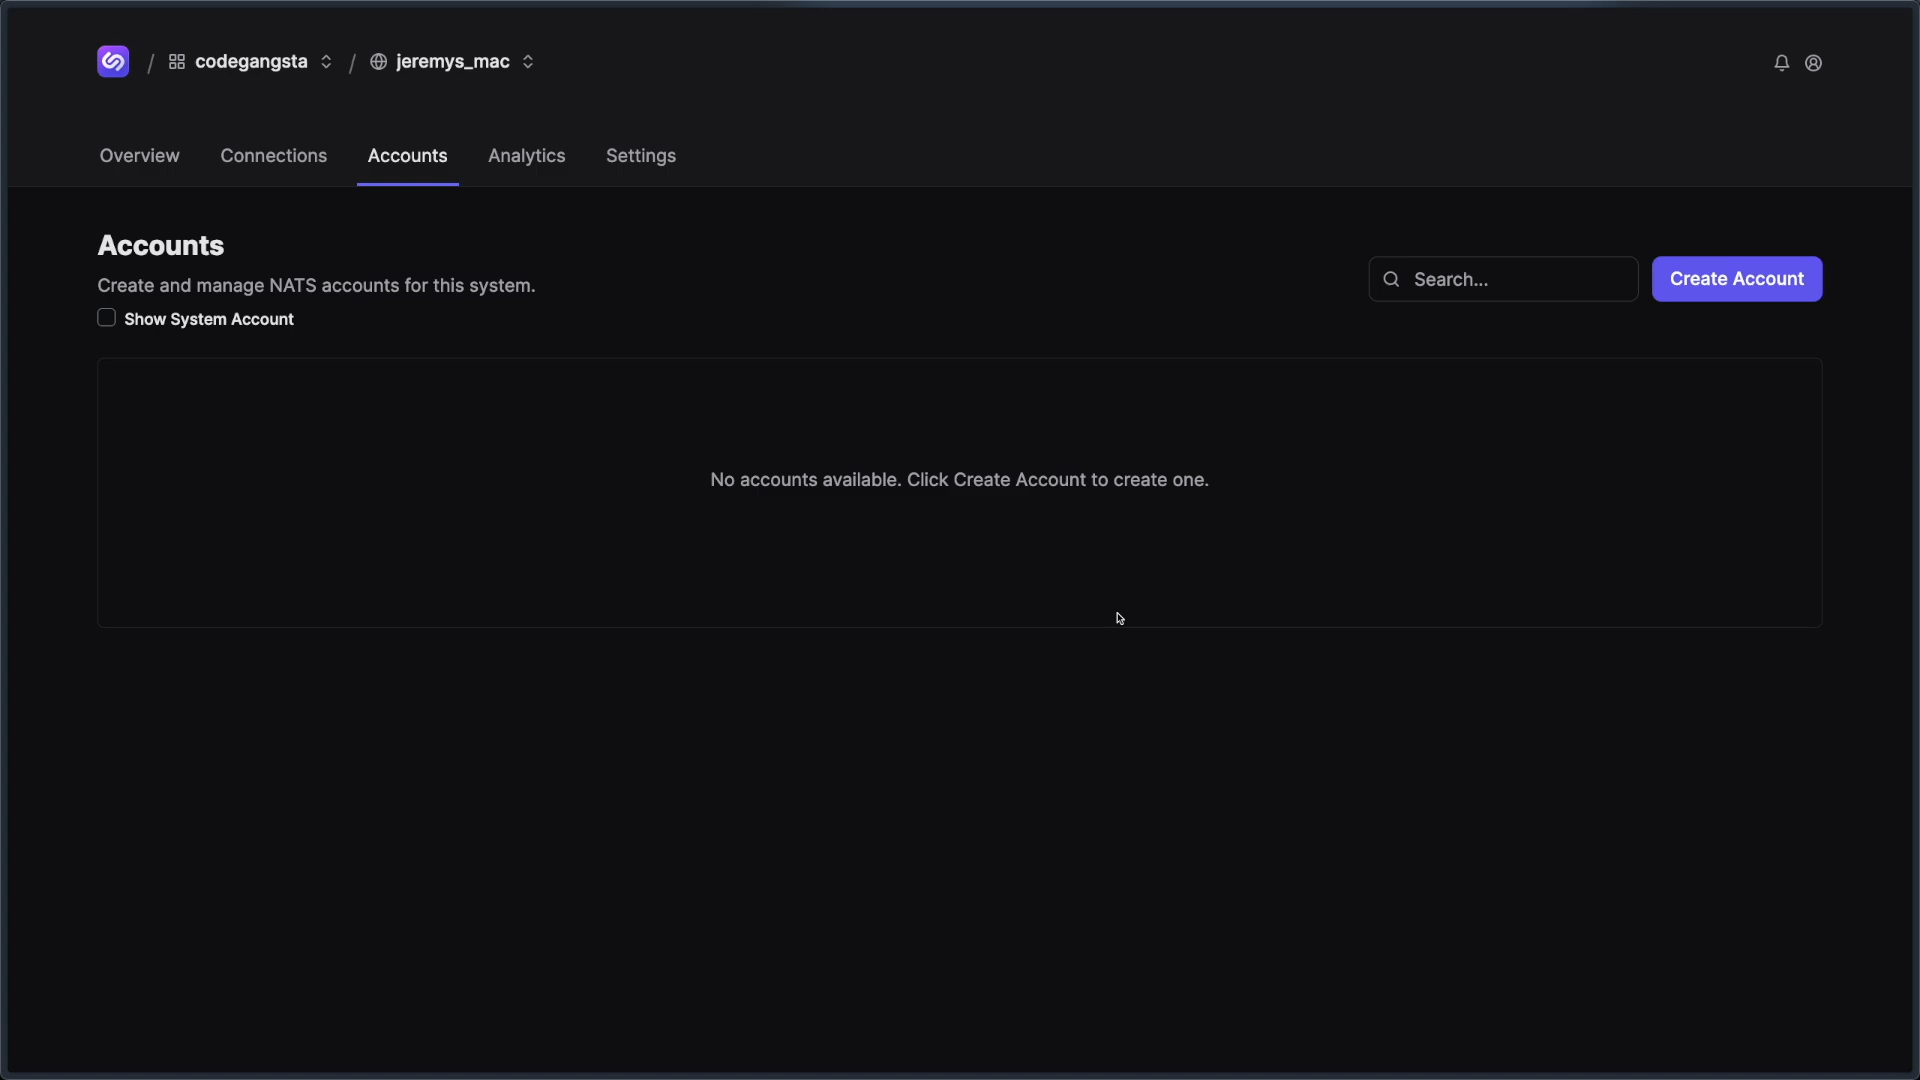 / codegangsta / jeremys_mac
Overview Connections Accounts Analytics Settings
Accounts
Create and manage NATS accounts for this system.
Show System Account
Search...
Create Account
No accounts available. Click Create Account to create one.